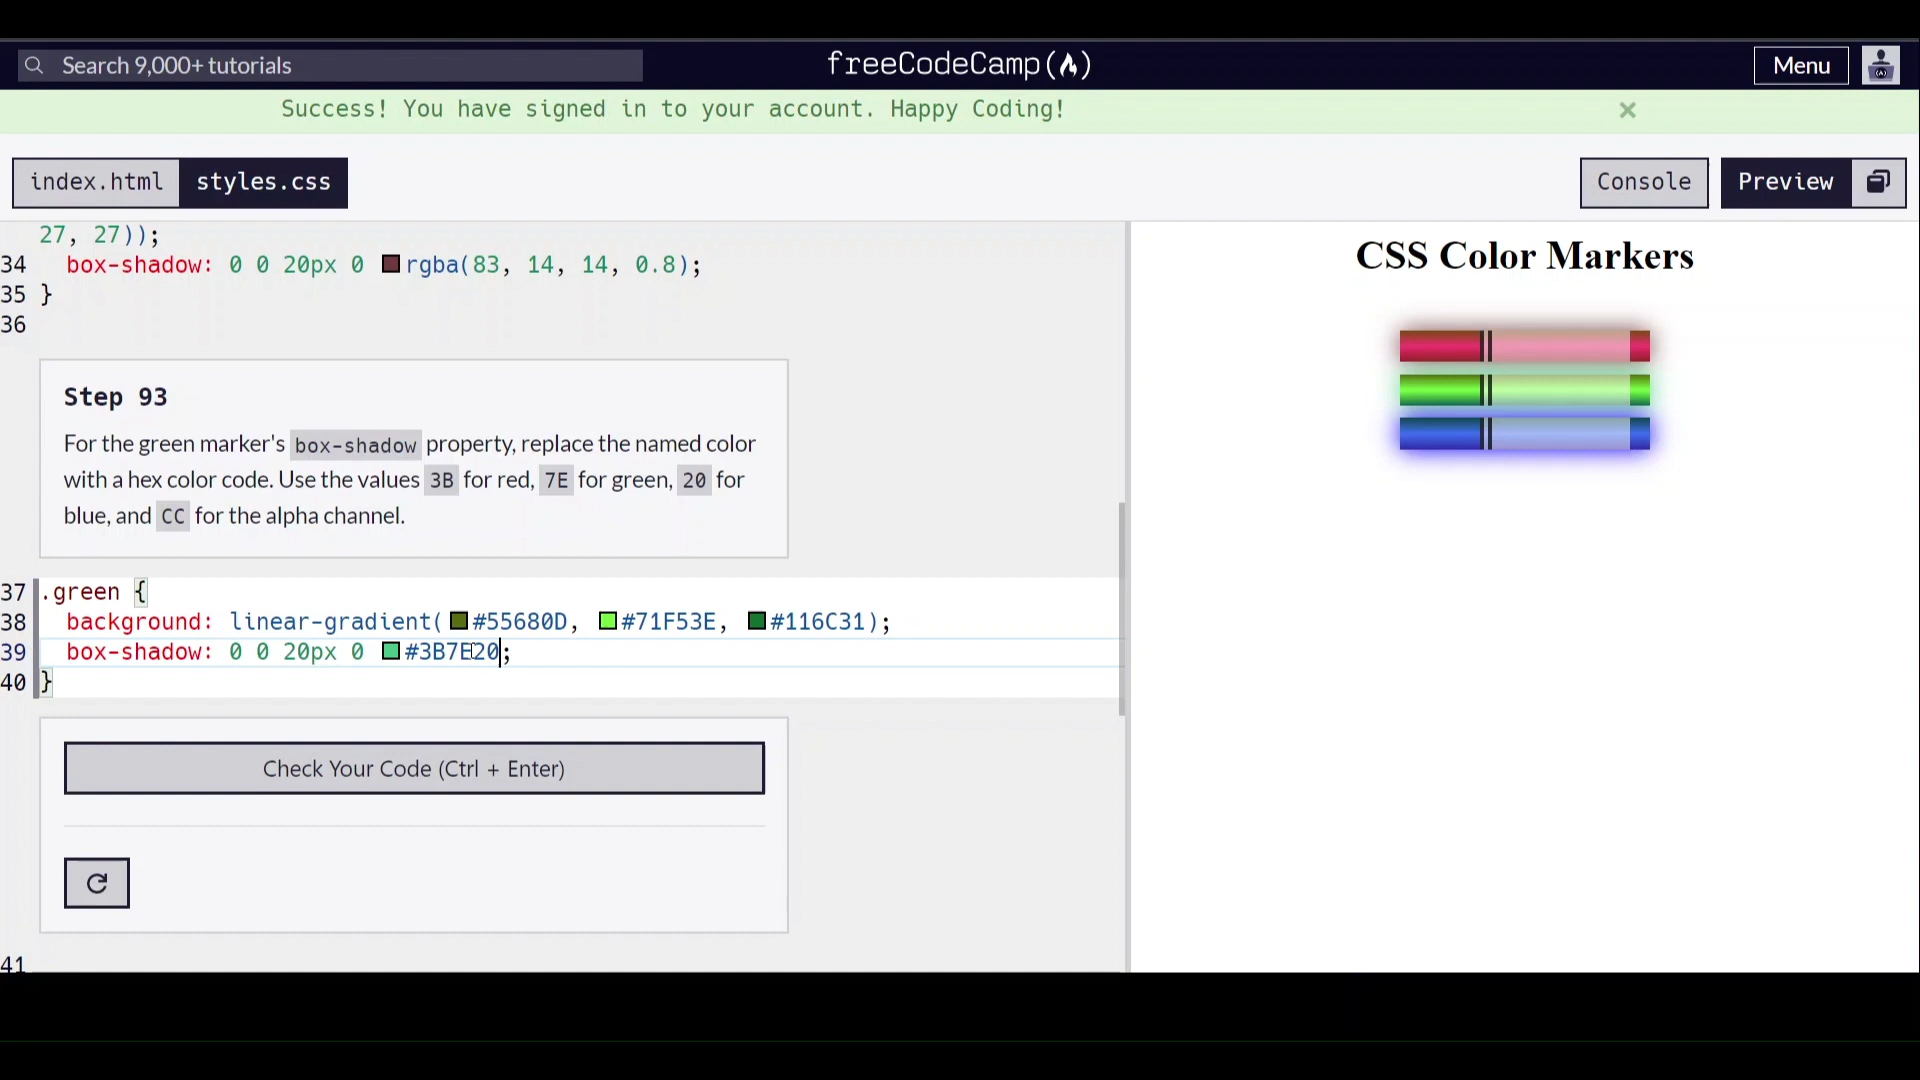 Search 9,000+ tutorials
freeCodeCamp
Menu
Success! You have signed in to your account. Happy Coding!
×
index.html
styles.css
Console
Preview
27, 27));
34 box-shadow: 0 0 20px 0 rgba(83, 14, 14, 0.8);
35 }
36
Step 93
For the green marker's box-shadow property, replace the named color
with a hex color code. Use the values 3B for red, 7E for green, 20 for
blue, and CC for the alpha channel.
37 .green {
38 background: linear-gradient(#55680D, #71F53E, #116C31);
39 box-shadow: 0 0 20px 0 #3B7E20;
40 }
Check Your Code (Ctrl + Enter)
41
CSS Color Markers